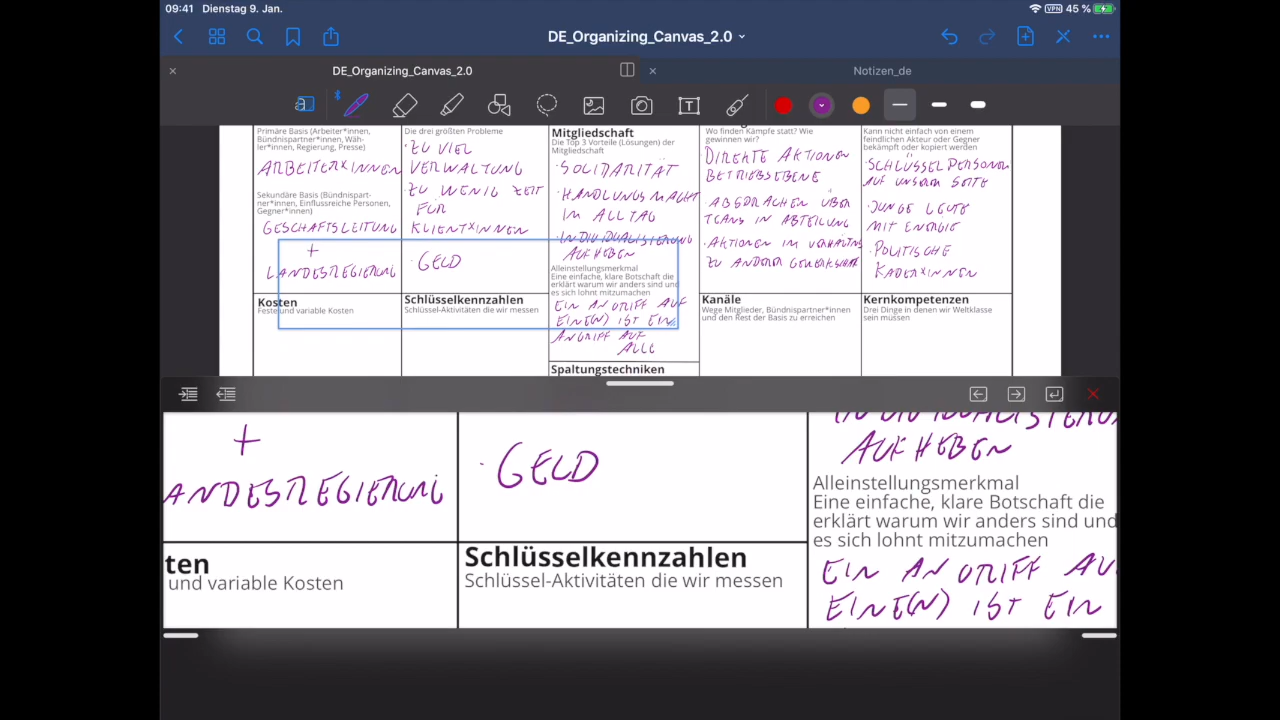 09:41 Dienstag 9. Jan.
VPN 45 %
DE_Organizing_Canvas_2.0
DE_Organizing_Canvas_2.0
Notizen_de
Primäre Basis (Arbeiter*innen,
Bündnispartner*innen, Wäh-
ler*innen, Regierung, Presse)
ARBEITER*INNEN
Sekundäre Basis (Bündnispart-
ner*innen, Einflussreiche Personen,
Gegner*innen)
GESCHÄFTSLEITUNG
+
LANDESREGIERUNG
Die drei größten Probleme
· ZU VIEL
VERWALTUNG
· ZU WENIG ZEIT
FÜR
KLIENT*INNEN
· GELD
Mitgliedschaft
Die Top 3 Vorteile (Lösungen) der
Mitgliedschaft
· SOLIDARITÄT
· HANDLUNGSMACHT
IM ALLTAG
· INDIVIDUALISIERUNG
AUFHEBEN
Alleinstellungsmerkmal
Eine einfache, klare Botschaft die
erklärt warum wir anders sind und
es sich lohnt mitzumachen
EIN ANGRIFF AUF
EINE(N) IST EIN
ANGRIFF AUF
ALLE
Wo finden Kämpfe statt? Wie
gewinnen wir?
DIREKTE AKTIONEN
BETRIEBSEBENE
· ABSPRACHEN ÜBER
TEAMS IN ABTEILUNG
· AKTIONEN IM VERHÄLTNIS
ZU ANDERER GEWERKSCHAFT
Kann nicht einfach von einem
feindlichen Akteur oder Gegner
bekämpft oder kopiert werden
· SCHLÜSSELPERSONEN
AUF UNSERER SEITE
· JUNGE LEUTE
MIT ENERGIE
· POLITISCHE
KADER*INNEN
Kosten
Feste und variable Kosten
Schlüsselkennzahlen
Schlüssel-Aktivitäten die wir messen
Spaltungstechniken
Kanäle
Wege Mitglieder, Bündnispartner*innen
und den Rest der Basis zu erreichen
Kernkompetenzen
Drei Dinge in denen wir Weltklasse
sein müssen
+
ANDESREGIERUNG
ten
und variable Kosten
· GELD
Schlüsselkennzahlen
Schlüssel-Aktivitäten die wir messen
INDIVIDUALISIERUN
AUFHEBEN
Alleinstellungsmerkmal
Eine einfache, klare Botschaft die
erklärt warum wir anders sind und
es sich lohnt mitzumachen
EIN ANGRIFF AU
EINE(N) IST EIN